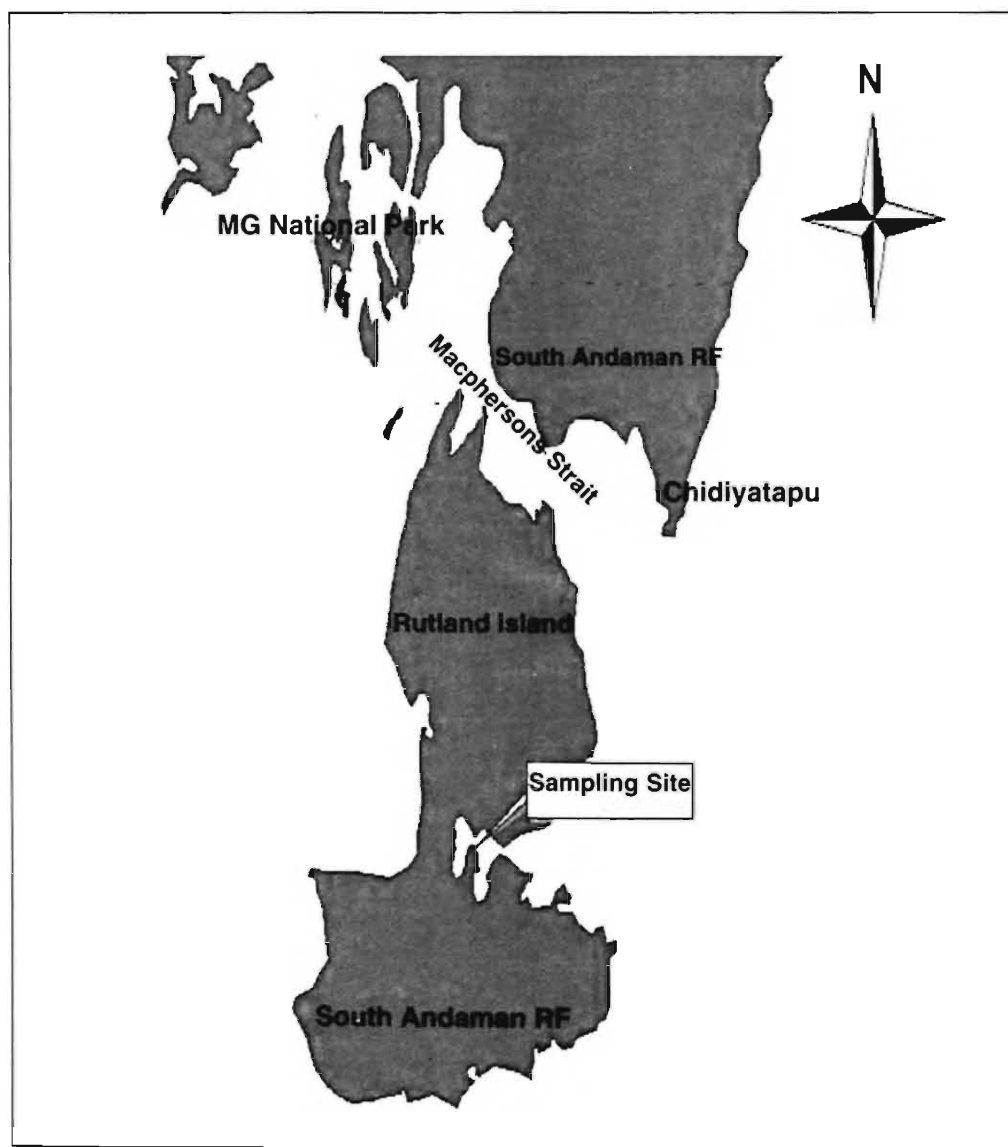 N
MG National Park
Macphersons Strait
South Andaman RF
Chidiyatapu
Rutland island
Sampling Site
South Andaman RF